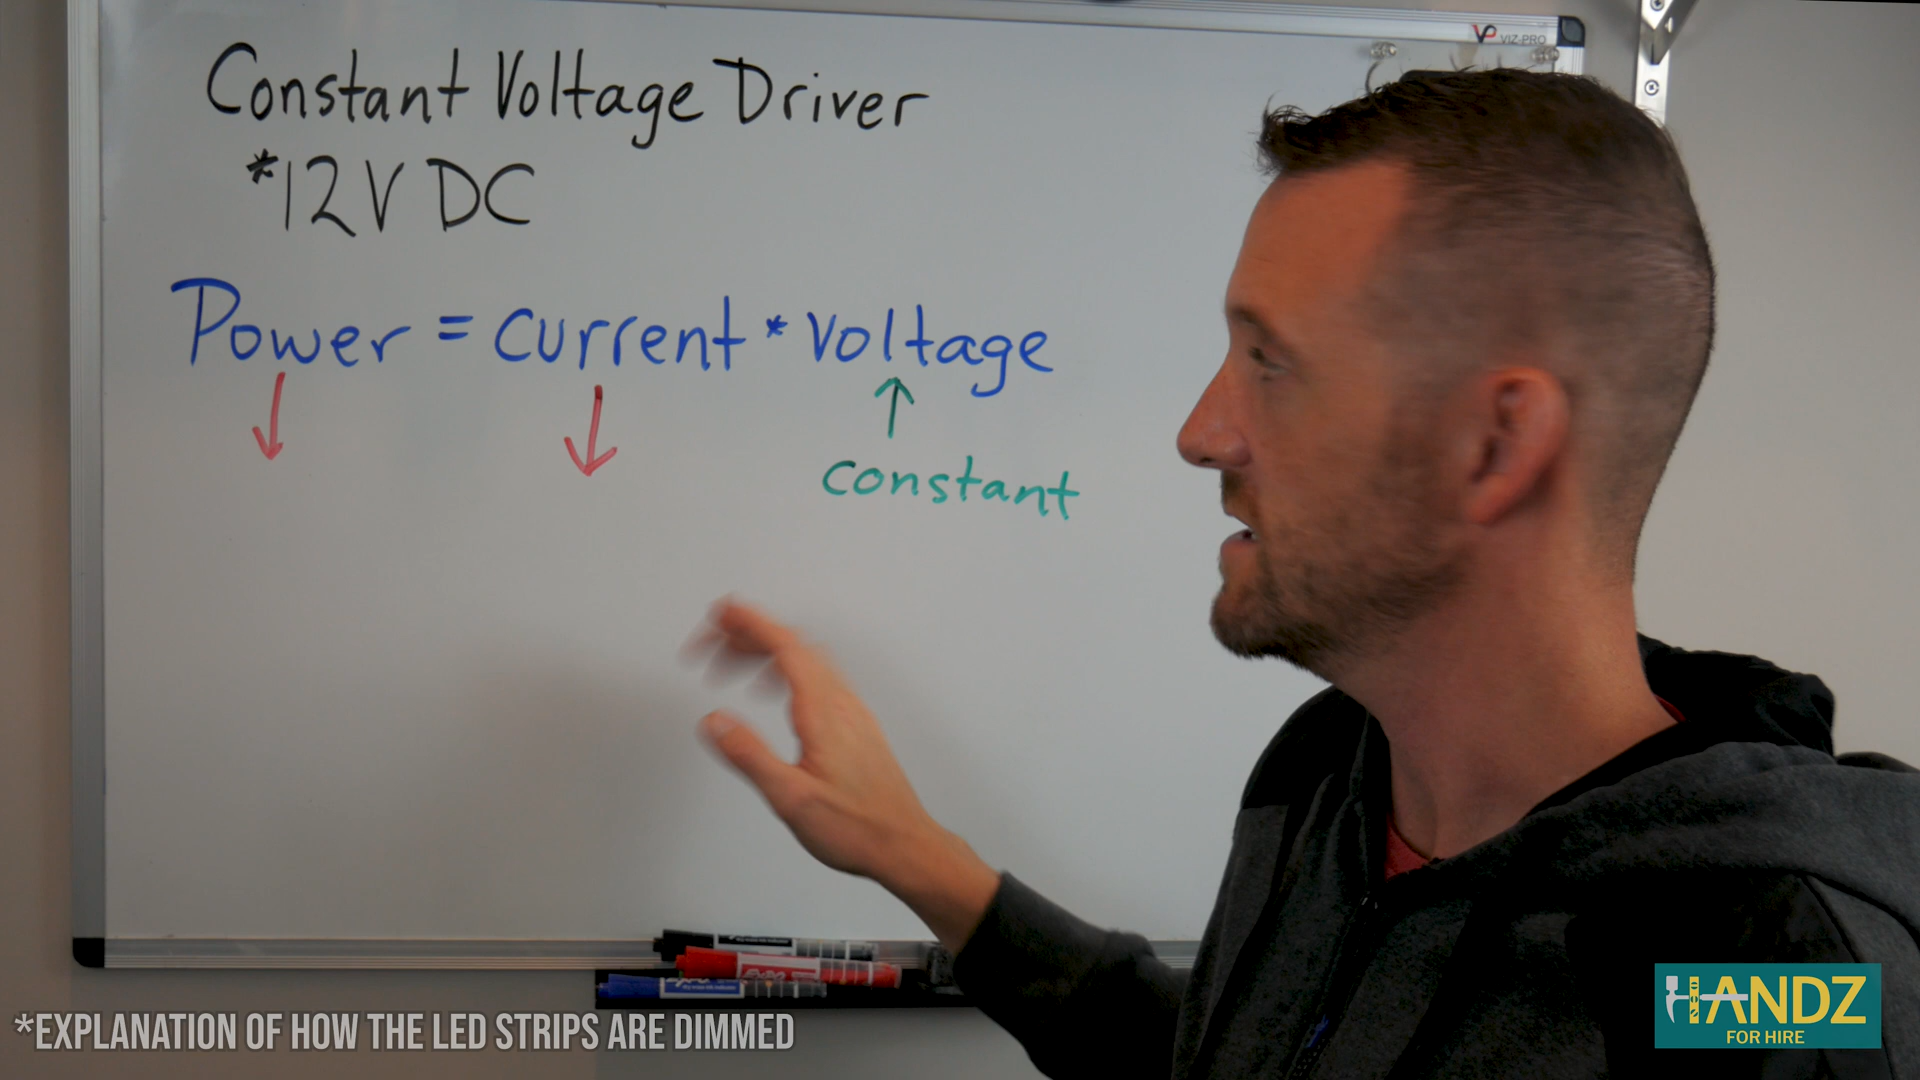 VP VIZ-PRO
Constant Voltage Driver
*12V DC
Power = current * voltage
constant
*EXPLANATION OF HOW THE LED STRIPS ARE DIMMED
HANDZ
FOR HIRE